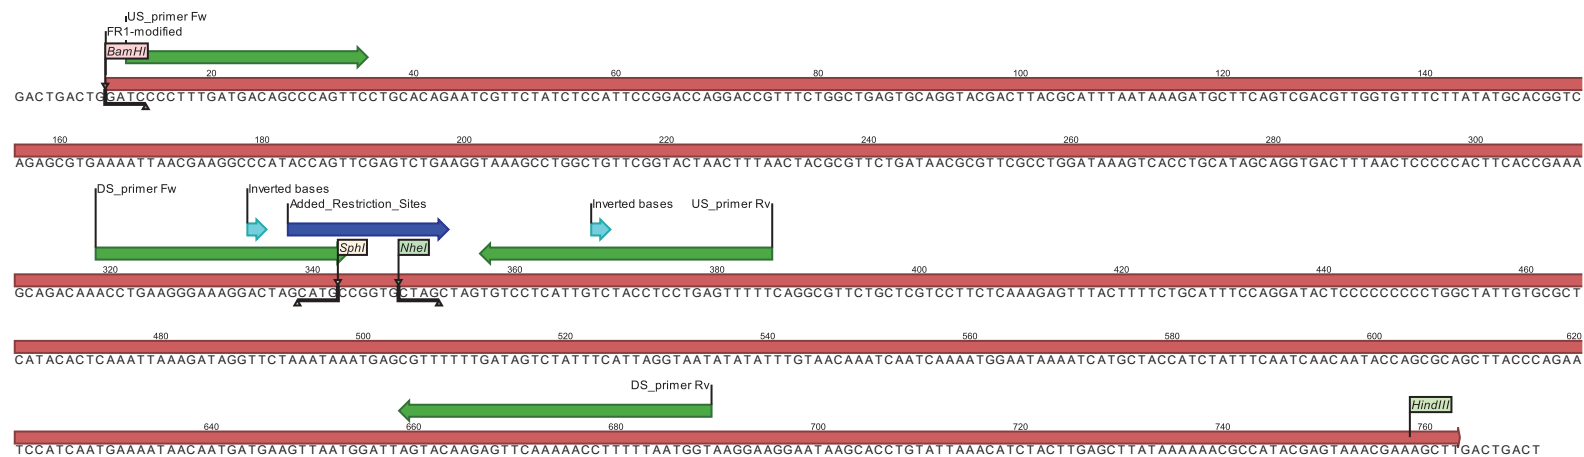 US_primer Fw
FR1-modified
BamHI
20 40 60 80 100 120 140
GACTGACTGGATCCCCTTTGATGACAGCCCAGTTCCTGCACAGAATCGTTCTATCTCCATTCCGGACCAGGACCGTTTCTGGCTGAGTGCAGGTACGACTTACGCATTTAATAAAGATGCTTCAGTCGACGTTGGTGTTTCTTATATGCACGGTC
160 180 200 220 240 260 280 300
AGAGCGTGAAAATTAACGAAGGCCCATACCAGTTCGAGTCTGAAGGTAAAGCCTGGCTGTTCGGTACTAACTTTAACTACGCGTTCTGATAACGCGTTCGCCTGGATAAAGTCACCTGCATAGCAGGTGACTTTAACTCCCCCACTTCACCGAAA
DS_primer Fw Inverted bases
Added_Restriction_Sites Inverted bases US_primer Rv
SphI NheI
320 340 360 380 400 420 440 460
GCAGACAAACCTGAAGGGAAAGGACTAGCATGCCGGTGCTAGCTAGTGTCCTCATTGTCTACCTCCTGAGTTTTTCAGGCGTTCTGCTCGTCCTTCTCAAAGAGTTTACTTTTCTGCATTTCCAGGATACTCCCCCCCCCTGGCTATTGTGCGCT
480 500 520 540 560 580 600 620
CATACACTCAAATTAAAGATAGGTTCTAAATAAATGAGCGTTTTTTGATAGTCTATTTCATTAGGTAATATATATTTGTAACAAATCAATCAAAATGGAATAAAATCATGCTACCATCTATTTCAATCAACAATACCAGCGCAGCTTACCCAGAA
DS_primer Rv
HindIII
640 660 680 700 720 740 760
TCCATCAATGAAAATAACAATGATGAAGTTAATGGATTAGTACAAGAGTTCAAAAACCTTTTTAATGGTAAGGAAGGAATAAGCACCTGTATTAAACATCTACTTGAGCTTATAAAAAACGCCATACGAGTAAACGAAAGCTTGACTGACT